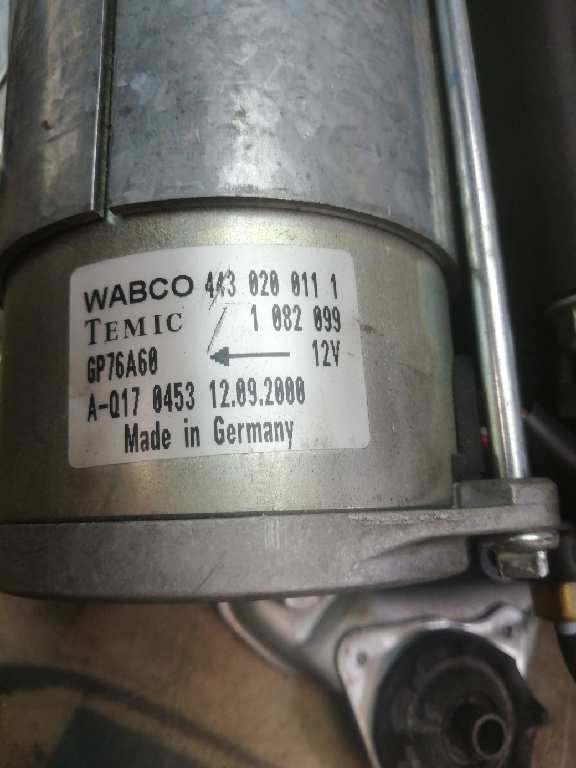 WABCO 443 020 011 1
TEMIC 1 082 099
GP76A60 12V
A-Q17 0453 12.09.2000
Made in Germany